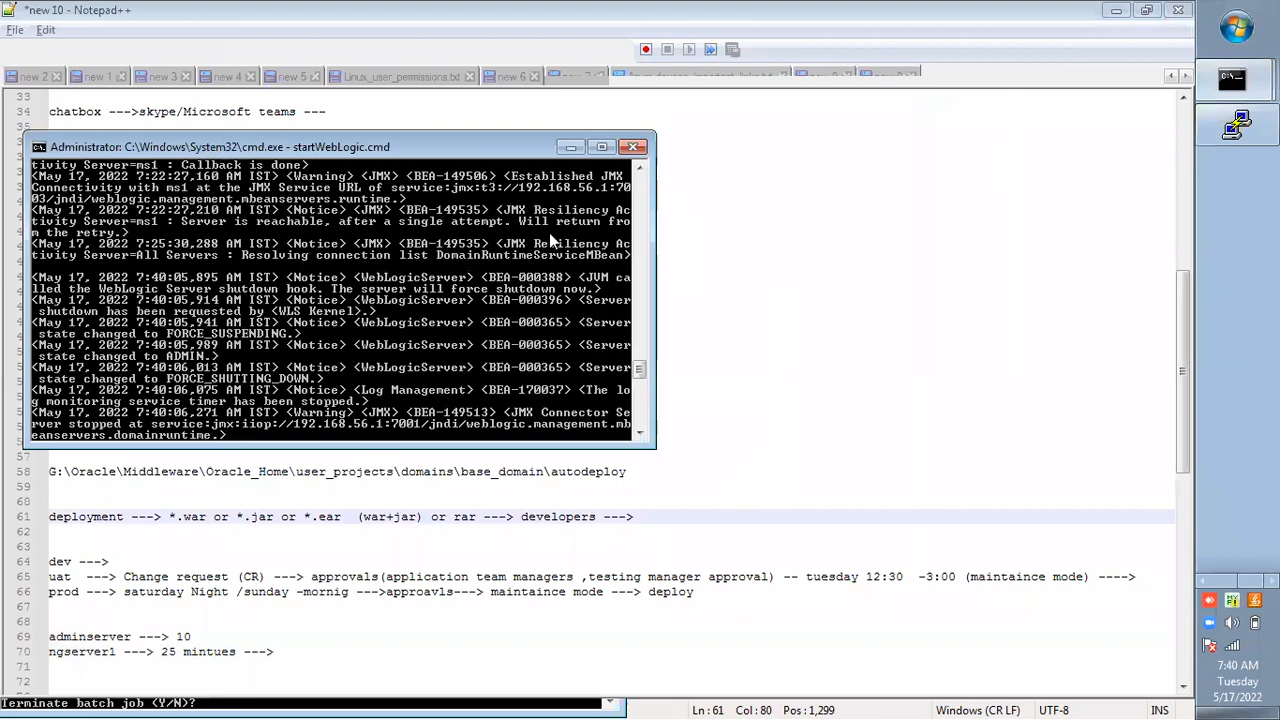 *new 10 - Notepad++
File Edit
new 2 new 1 new 3 new 4 new 5 Linux_user_permissions.txt new 6
33
34 chatbox --->skype/Microsoft teams ---
35
Administrator: C:\Windows\System32\cmd.exe - startWebLogic.cmd
tivity Server=ms1 : Callback is done>
<May 17, 2022 7:22:27,160 AM IST> <Warning> <JMX> <BEA-149506> <Established JMX
Connectivity with ms1 at the JMX Service URL of service:jmx:t3://192.168.56.1:70
03/jndi/weblogic.management.mbeanservers.runtime.>
<May 17, 2022 7:22:27,210 AM IST> <Notice> <JMX> <BEA-149535> <JMX Resiliency Ac
tivity Server=ms1 : Server is reachable, after a single attempt. Will return fro
m the retry.>
<May 17, 2022 7:25:30,288 AM IST> <Notice> <JMX> <BEA-149535> <JMX Resiliency Ac
tivity Server=All Servers : Resolving connection list DomainRuntimeServiceMBean>
<May 17, 2022 7:40:05,895 AM IST> <Notice> <WebLogicServer> <BEA-000388> <JVM ca
lled the WebLogic Server shutdown hook. The server will force shutdown now.>
<May 17, 2022 7:40:05,914 AM IST> <Notice> <WebLogicServer> <BEA-000396> <Server
shutdown has been requested by <WLS Kernel>.>
<May 17, 2022 7:40:05,941 AM IST> <Notice> <WebLogicServer> <BEA-000365> <Server
state changed to FORCE_SUSPENDING.>
<May 17, 2022 7:40:05,989 AM IST> <Notice> <WebLogicServer> <BEA-000365> <Server
state changed to ADMIN.>
<May 17, 2022 7:40:06,013 AM IST> <Notice> <WebLogicServer> <BEA-000365> <Server
state changed to FORCE_SHUTTING_DOWN.>
<May 17, 2022 7:40:06,075 AM IST> <Notice> <Log Management> <BEA-170037> <The lo
g monitoring service timer has been stopped.>
<May 17, 2022 7:40:06,271 AM IST> <Warning> <JMX> <BEA-149513> <JMX Connector Se
rver stopped at service:jmx:iiop://192.168.56.1:7001/jndi/weblogic.management.mb
eanservers.domainruntime.>
57
58 G:\Oracle\Middleware\Oracle_Home\user_projects\domains\base_domain\autodeploy
59
60
61 deployment ---> *.war or *.jar or *.ear (war+jar) or rar ---> developers --->
62
63
64 dev --->
65 uat ---> Change request (CR) ---> approvals(application team managers ,testing manager approval) -- tuesday 12:30 -3:00 (maintaince mode) ---->
66 prod ---> saturday Night /sunday -mornig --->approavls---> maintaince mode ---> deploy
67
68
69 adminserver ---> 10
70 ngserver1 ---> 25 mintues --->
71
72
Terminate batch job (Y/N)?
Ln : 61 Col : 80 Pos : 1,299 Windows (CR LF) UTF-8 INS
7:40 AM
Tuesday
5/17/2022